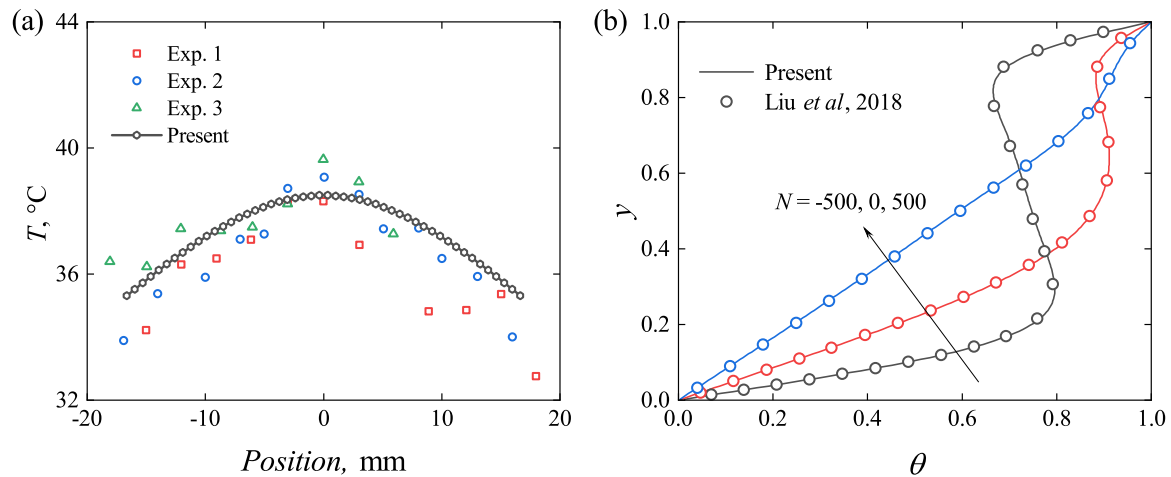 (a)
44
40
36
32
T, °C
Exp. 1
Exp. 2
Exp. 3
Present
-20
-10
0
10
20
Position, mm
(b)
1.0
0.8
0.6
0.4
0.2
0.0
y
Present
Liu et al, 2018
N = -500, 0, 500
0.0
0.2
0.4
0.6
0.8
1.0
θ